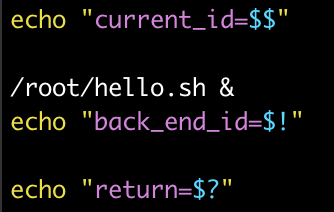 echo "current_id=$$"
/root/hello.sh &
echo "back_end_id=$!"
echo "return=$?"